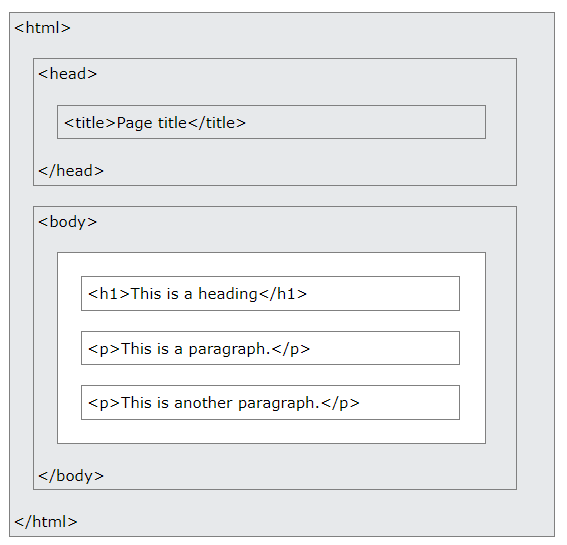 <html>
<head>
<title>Page title</title>
</head>
<body>
<h1>This is a heading</h1>
<p>This is a paragraph.</p>
<p>This is another paragraph.</p>
</body>
</html>